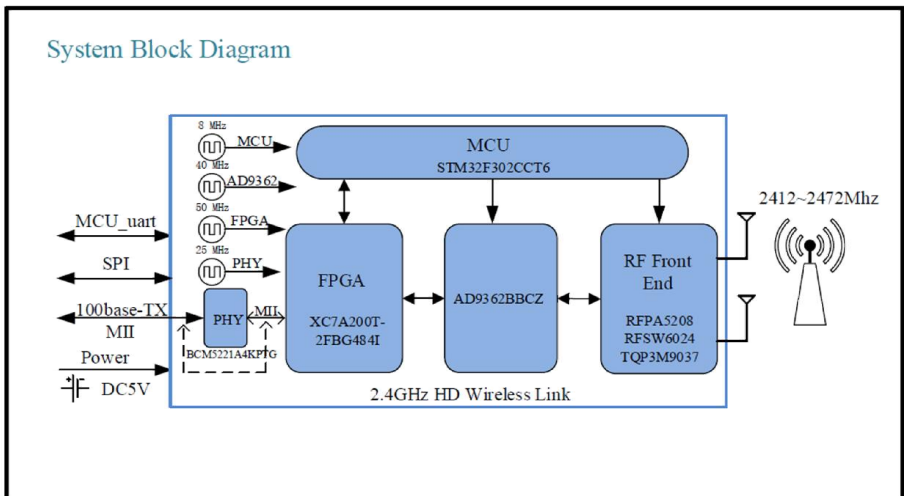 System Block Diagram
8 MHz
MCU
40 MHz
AD9362
50 MHz
FPGA
25 MHz
PHY
MCU
STM32F302CCT6
2412~2472Mhz
MCU_uart
SPI
100base-TX
MII
Power
DC5V
PHY
MII
BCM5221A4KPTG
FPGA
XC7A200T-
2FBG484I
AD9362BBCZ
RF Front
End
RFPA5208
RFSW6024
TQP3M9037
2.4GHz HD Wireless Link